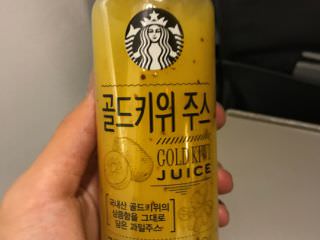 골드키위 주스
GOLD KIWI
JUICE
국내산 골드키위의
상큼함을 그대로
담은 과일주스